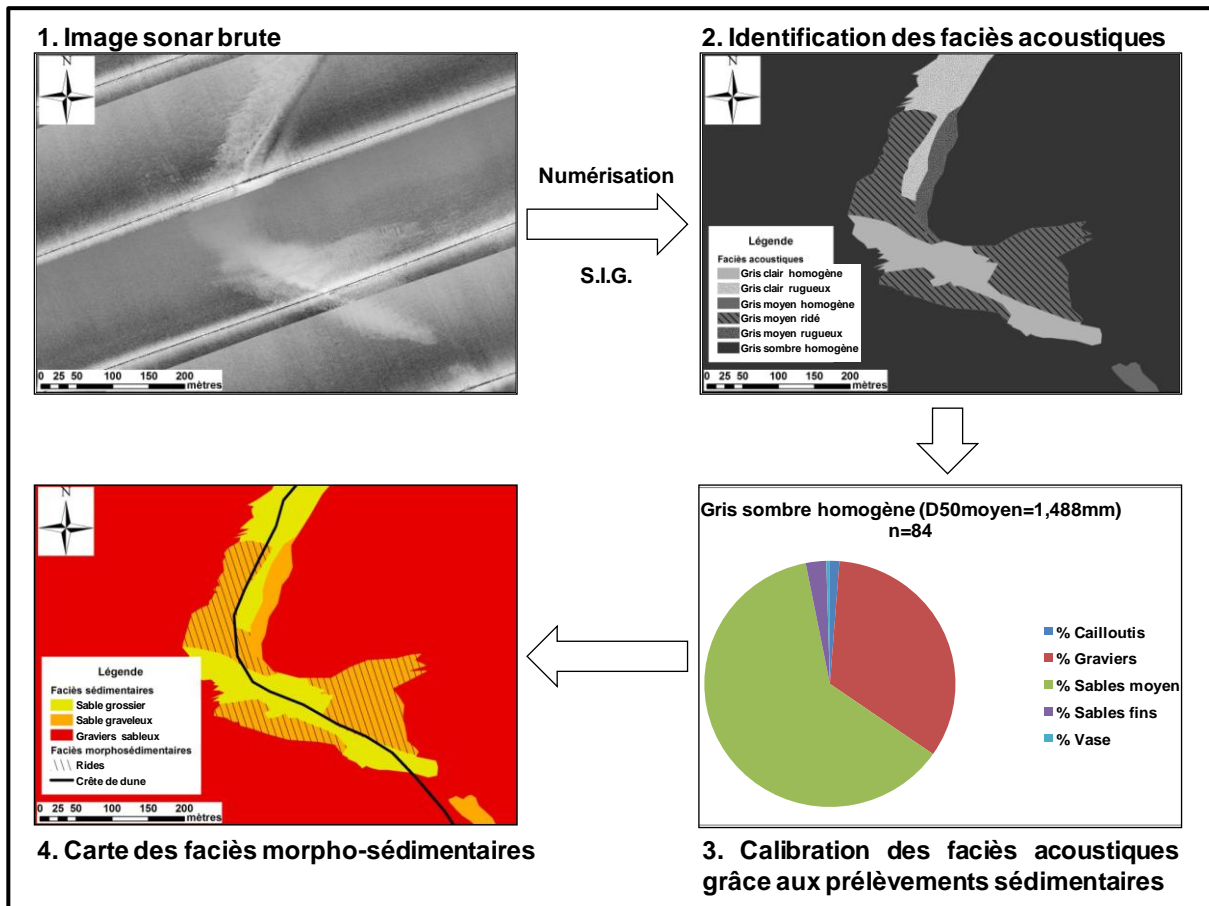 1. Image sonar brute
N
0 25 50 100 150 200
mètres
Numérisation
S.I.G.
2. Identification des faciès acoustiques
N
Légende
Faciès acoustiques
Gris clair homogène
Gris clair rugueux
Gris moyen homogène
Gris moyen ridé
Gris moyen rugueux
Gris sombre homogène
0 25 50 100 150 200
mètres
Gris sombre homogène (D50moyen=1,488mm)
n=84
% Cailloutis
% Graviers
% Sables moyen
% Sables fins
% Vase
3. Calibration des faciès acoustiques
grâce aux prélèvements sédimentaires
N
Légende
Faciès sédimentaires
Sable grossier
Sable graveleux
Graviers sableux
Faciès morphosédimentaires
Rides
Crête de dune
0 25 50 100 150 200
mètres
4. Carte des faciès morpho-sédimentaires